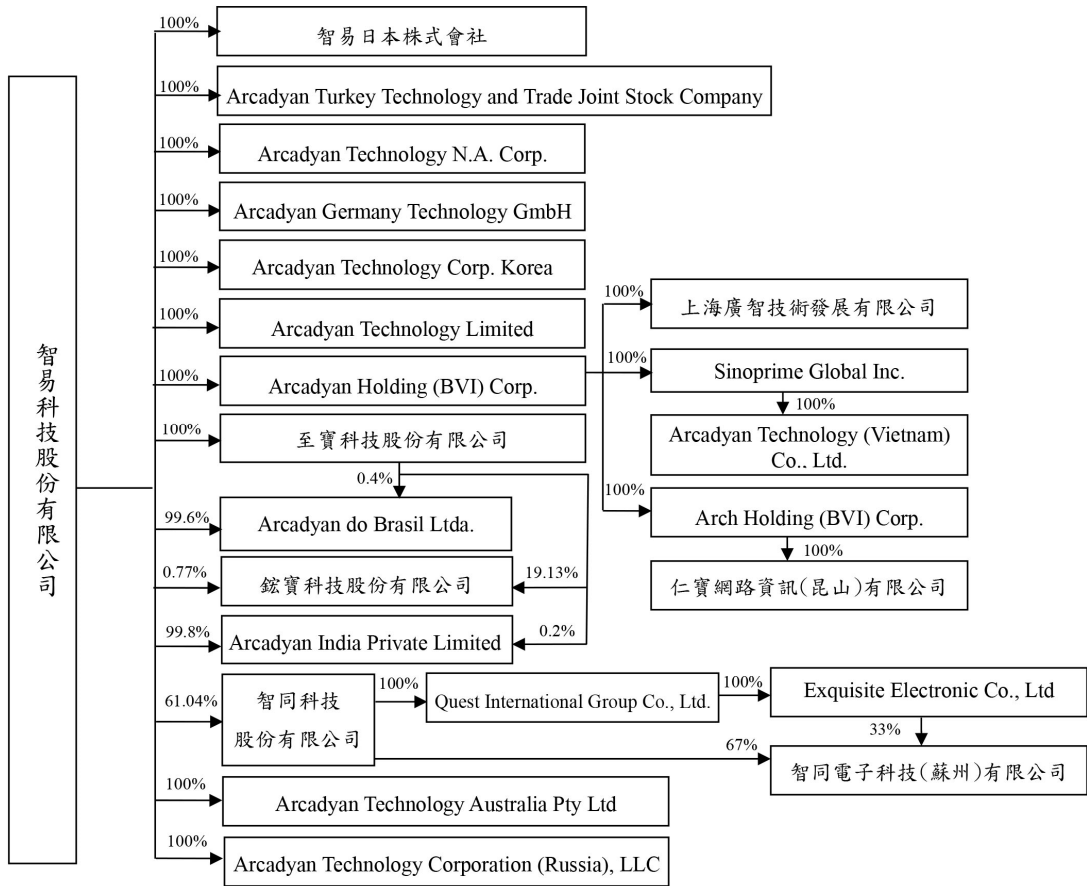 智易科技股份有限公司
100%
智易日本株式會社
100%
Arcadyan Turkey Technology and Trade Joint Stock Company
100%
Arcadyan Technology N.A. Corp.
100%
Arcadyan Germany Technology GmbH
100%
Arcadyan Technology Corp. Korea
100%
Arcadyan Technology Limited
100%
Arcadyan Holding (BVI) Corp.
100%
上海廣智技術發展有限公司
100%
Sinoprime Global Inc.
100%
Arcadyan Technology (Vietnam)
Co., Ltd.
100%
Arch Holding (BVI) Corp.
100%
仁寶網路資訊(昆山)有限公司
100%
至寶科技股份有限公司
0.4%
99.6%
Arcadyan do Brasil Ltda.
0.77%
鋐寶科技股份有限公司
19.13%
99.8%
Arcadyan India Private Limited
0.2%
61.04%
智同科技
股份有限公司
100%
Quest International Group Co., Ltd.
100%
Exquisite Electronic Co., Ltd
33%
67%
智同電子科技(蘇州)有限公司
100%
Arcadyan Technology Australia Pty Ltd
100%
Arcadyan Technology Corporation (Russia), LLC